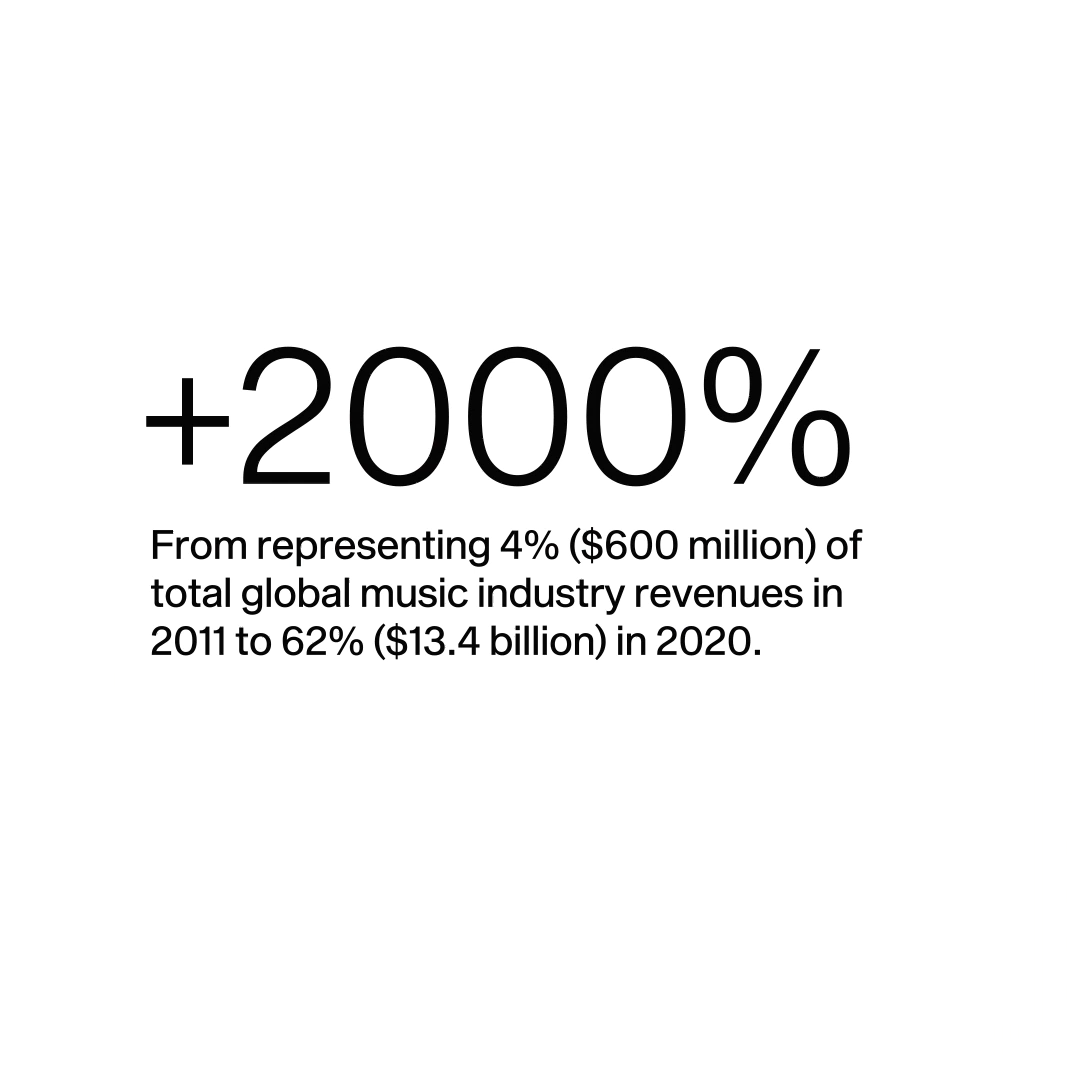 +2000%
From representing 4% ($600 million) of
total global music industry revenues in
2011 to 62% ($13.4 billion) in 2020.